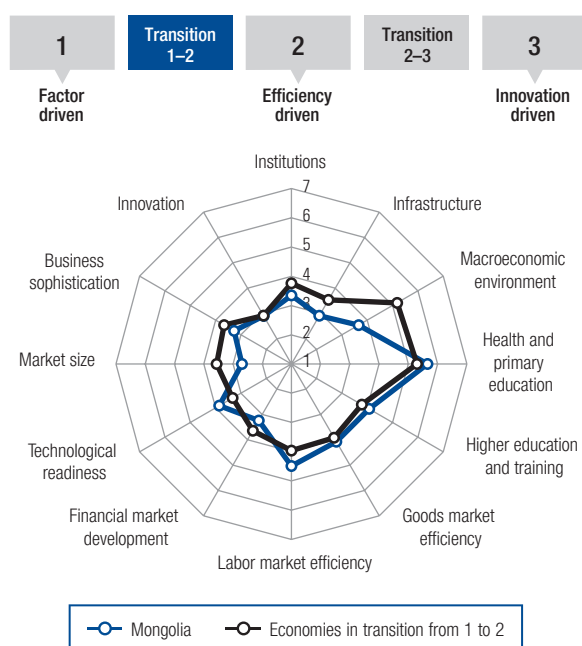 1
Transition
1–2
2
Transition
2–3
3
Factor
driven
Efficiency
driven
Innovation
driven
Institutions
Infrastructure
Macroeconomic
environment
Health and
primary
education
Higher education
and training
Goods market
efficiency
Labor market efficiency
Financial market
development
Technological
readiness
Market size
Business
sophistication
Innovation
7
6
5
4
3
2
1
Mongolia
Economies in transition from 1 to 2